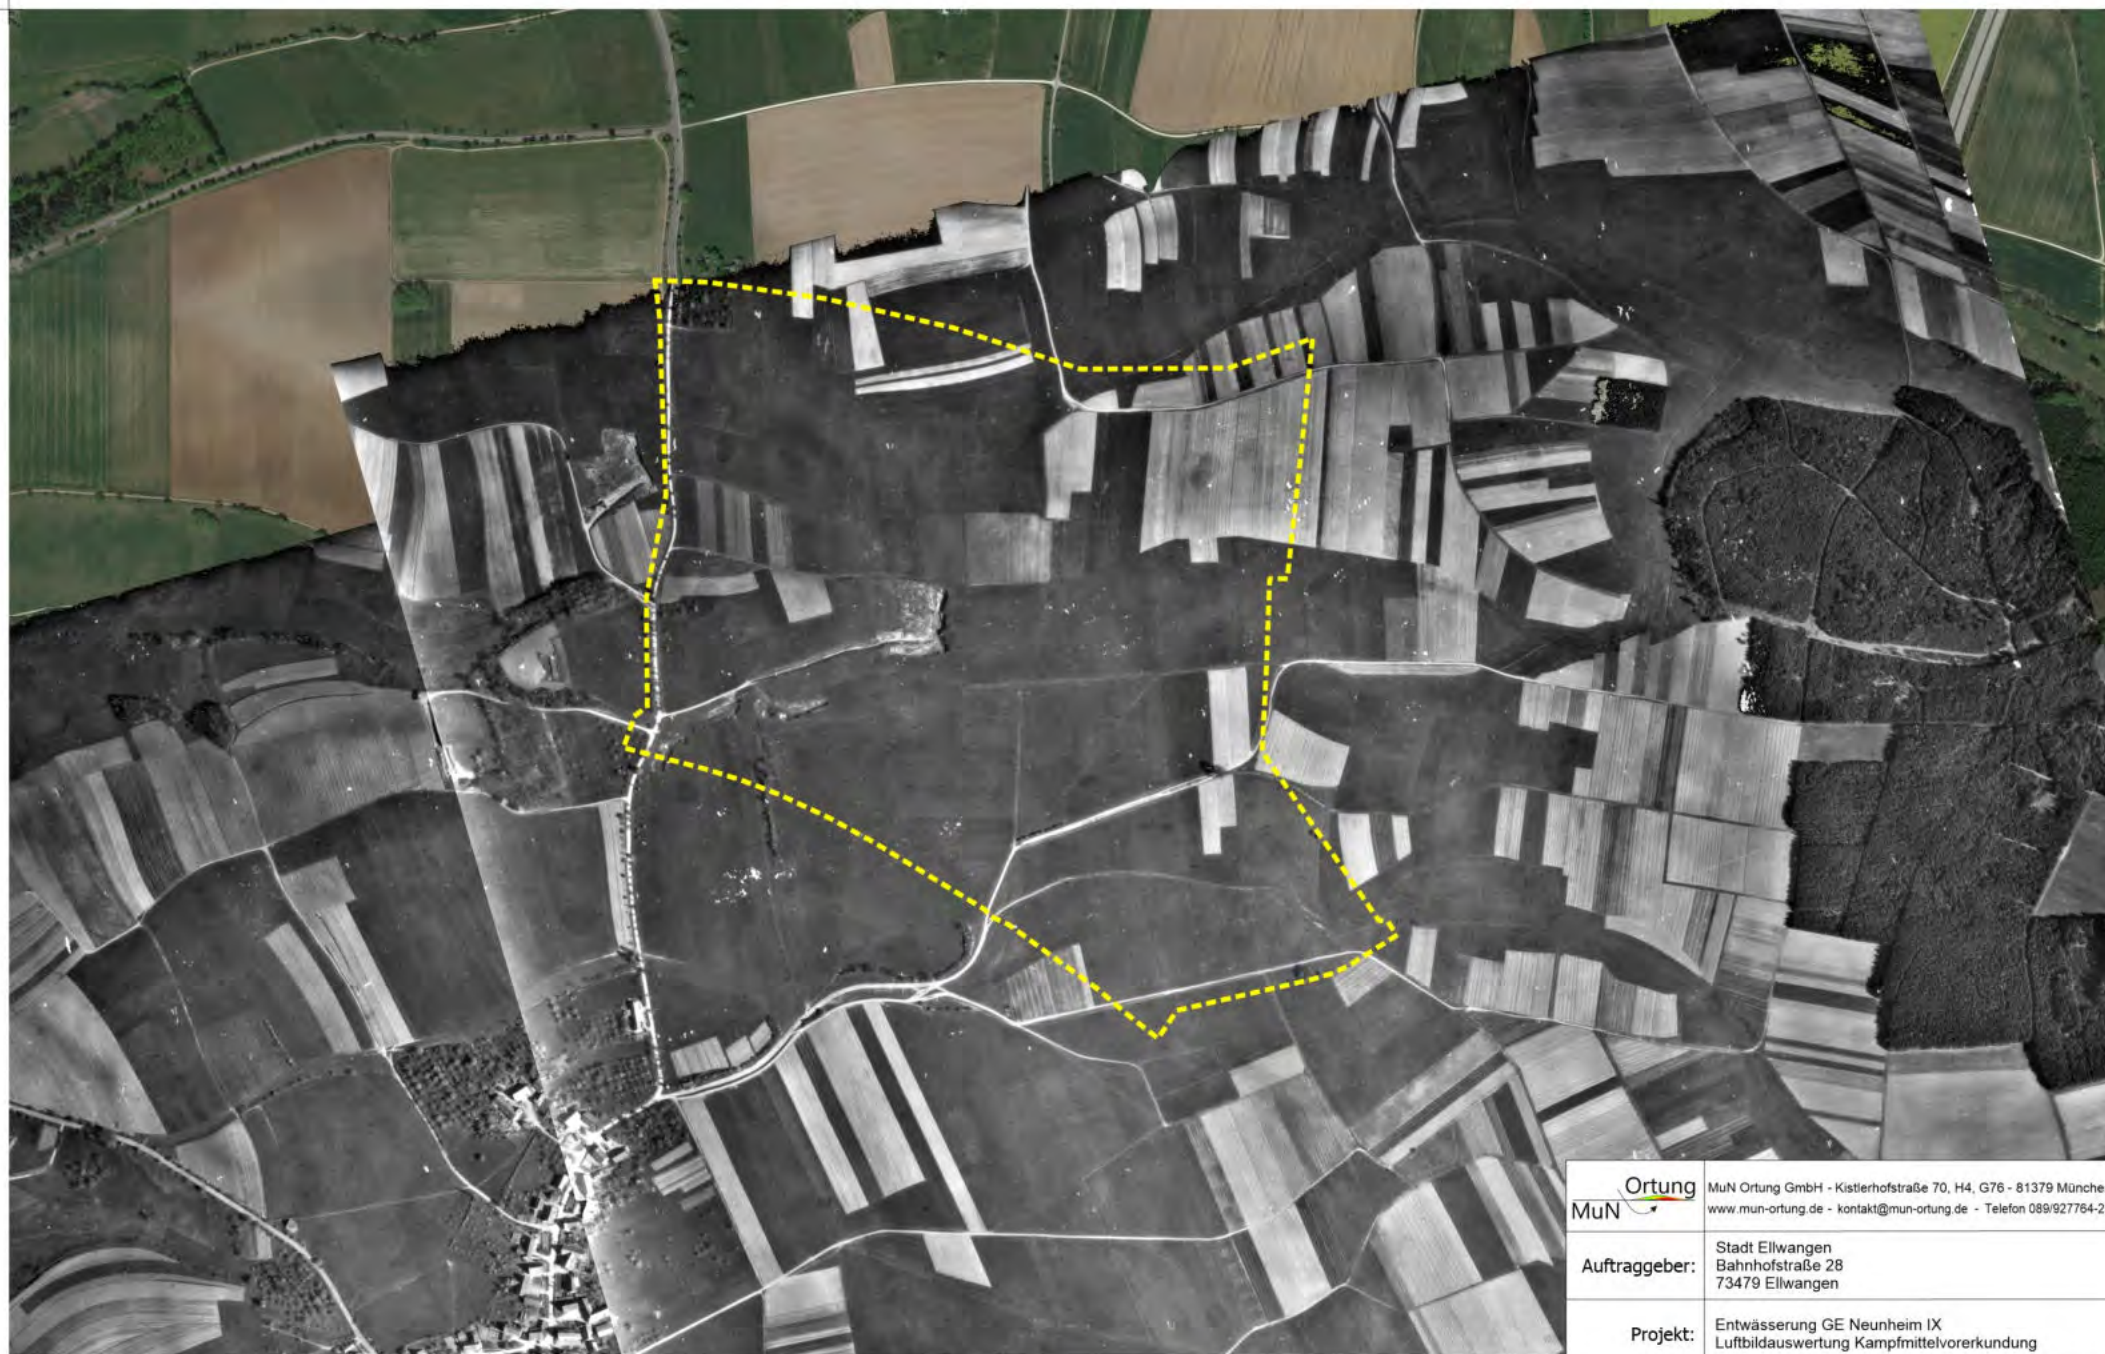 Ortung
MuN
MuN Ortung GmbH - Kistlerhofstraße 70, H4, G76 - 81379 Münche
www.mun-ortung.de - kontakt@mun-ortung.de - Telefon 089/927764-2
Auftraggeber:
Stadt Ellwangen
Bahnhofstraße 28
73479 Ellwangen
Projekt:
Entwässerung GE Neunheim IX
Luftbildauswertung Kampfmittelvorerkundung